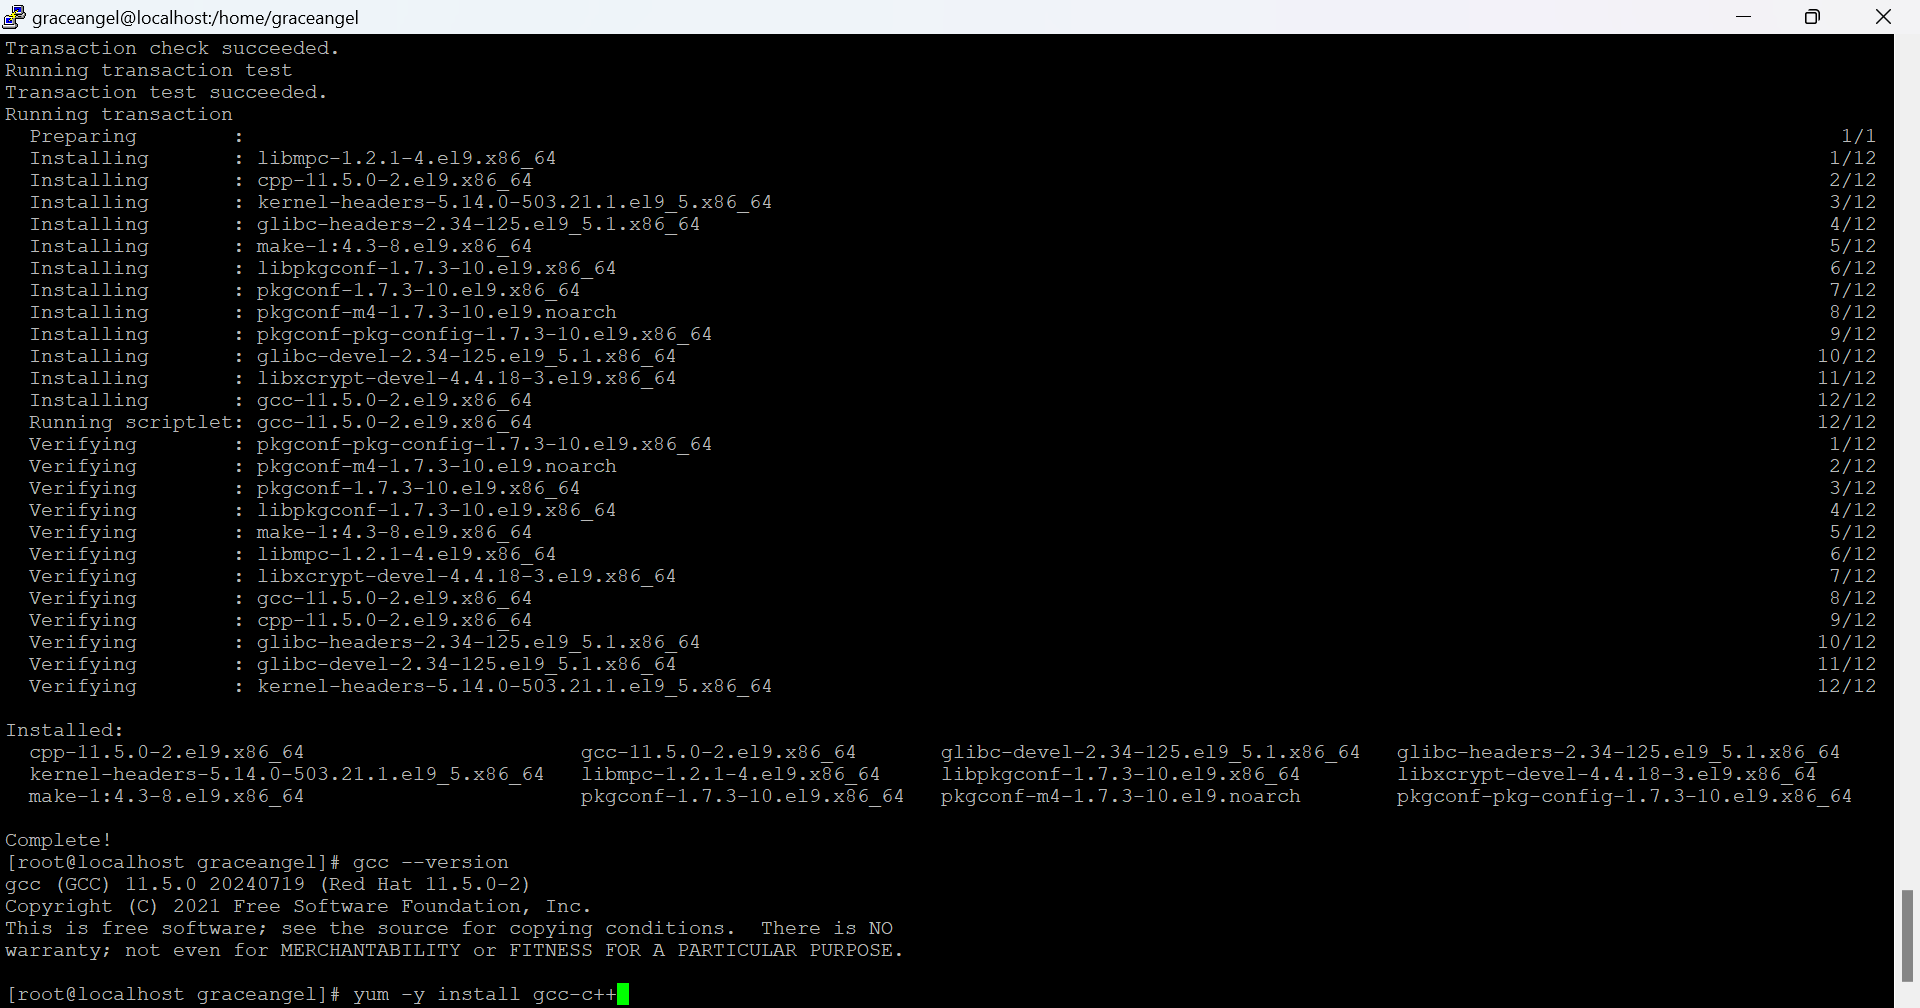 graceangel@localhost:/home/graceangel
Transaction check succeeded.
Running transaction test
Transaction test succeeded.
Running transaction
  Preparing        :                                                         1/1
  Installing       : libmpc-1.2.1-4.el9.x86_64                              1/12
  Installing       : cpp-11.5.0-2.el9.x86_64                                2/12
  Installing       : kernel-headers-5.14.0-503.21.1.el9_5.x86_64            3/12
  Installing       : glibc-headers-2.34-125.el9_5.1.x86_64                  4/12
  Installing       : make-1:4.3-8.el9.x86_64                                5/12
  Installing       : libpkgconf-1.7.3-10.el9.x86_64                         6/12
  Installing       : pkgconf-1.7.3-10.el9.x86_64                            7/12
  Installing       : pkgconf-m4-1.7.3-10.el9.noarch                         8/12
  Installing       : pkgconf-pkg-config-1.7.3-10.el9.x86_64                 9/12
  Installing       : glibc-devel-2.34-125.el9_5.1.x86_64                   10/12
  Installing       : libxcrypt-devel-4.4.18-3.el9.x86_64                   11/12
  Installing       : gcc-11.5.0-2.el9.x86_64                               12/12
  Running scriptlet: gcc-11.5.0-2.el9.x86_64                               12/12
  Verifying        : pkgconf-pkg-config-1.7.3-10.el9.x86_64                 1/12
  Verifying        : pkgconf-m4-1.7.3-10.el9.noarch                         2/12
  Verifying        : pkgconf-1.7.3-10.el9.x86_64                            3/12
  Verifying        : libpkgconf-1.7.3-10.el9.x86_64                         4/12
  Verifying        : make-1:4.3-8.el9.x86_64                                5/12
  Verifying        : libmpc-1.2.1-4.el9.x86_64                              6/12
  Verifying        : libxcrypt-devel-4.4.18-3.el9.x86_64                    7/12
  Verifying        : gcc-11.5.0-2.el9.x86_64                                8/12
  Verifying        : cpp-11.5.0-2.el9.x86_64                                9/12
  Verifying        : glibc-headers-2.34-125.el9_5.1.x86_64                 10/12
  Verifying        : glibc-devel-2.34-125.el9_5.1.x86_64                   11/12
  Verifying        : kernel-headers-5.14.0-503.21.1.el9_5.x86_64           12/12
Installed:
  cpp-11.5.0-2.el9.x86_64   gcc-11.5.0-2.el9.x86_64   glibc-devel-2.34-125.el9_5.1.x86_64   glibc-headers-2.34-125.el9_5.1.x86_64
  kernel-headers-5.14.0-503.21.1.el9_5.x86_64   libmpc-1.2.1-4.el9.x86_64   libpkgconf-1.7.3-10.el9.x86_64   libxcrypt-devel-4.4.18-3.el9.x86_64
  make-1:4.3-8.el9.x86_64   pkgconf-1.7.3-10.el9.x86_64   pkgconf-m4-1.7.3-10.el9.noarch   pkgconf-pkg-config-1.7.3-10.el9.x86_64
Complete!
[root@localhost graceangel]# gcc --version
gcc (GCC) 11.5.0 20240719 (Red Hat 11.5.0-2)
Copyright (C) 2021 Free Software Foundation, Inc.
This is free software; see the source for copying conditions.  There is NO
warranty; not even for MERCHANTABILITY or FITNESS FOR A PARTICULAR PURPOSE.
[root@localhost graceangel]# yum -y install gcc-c++